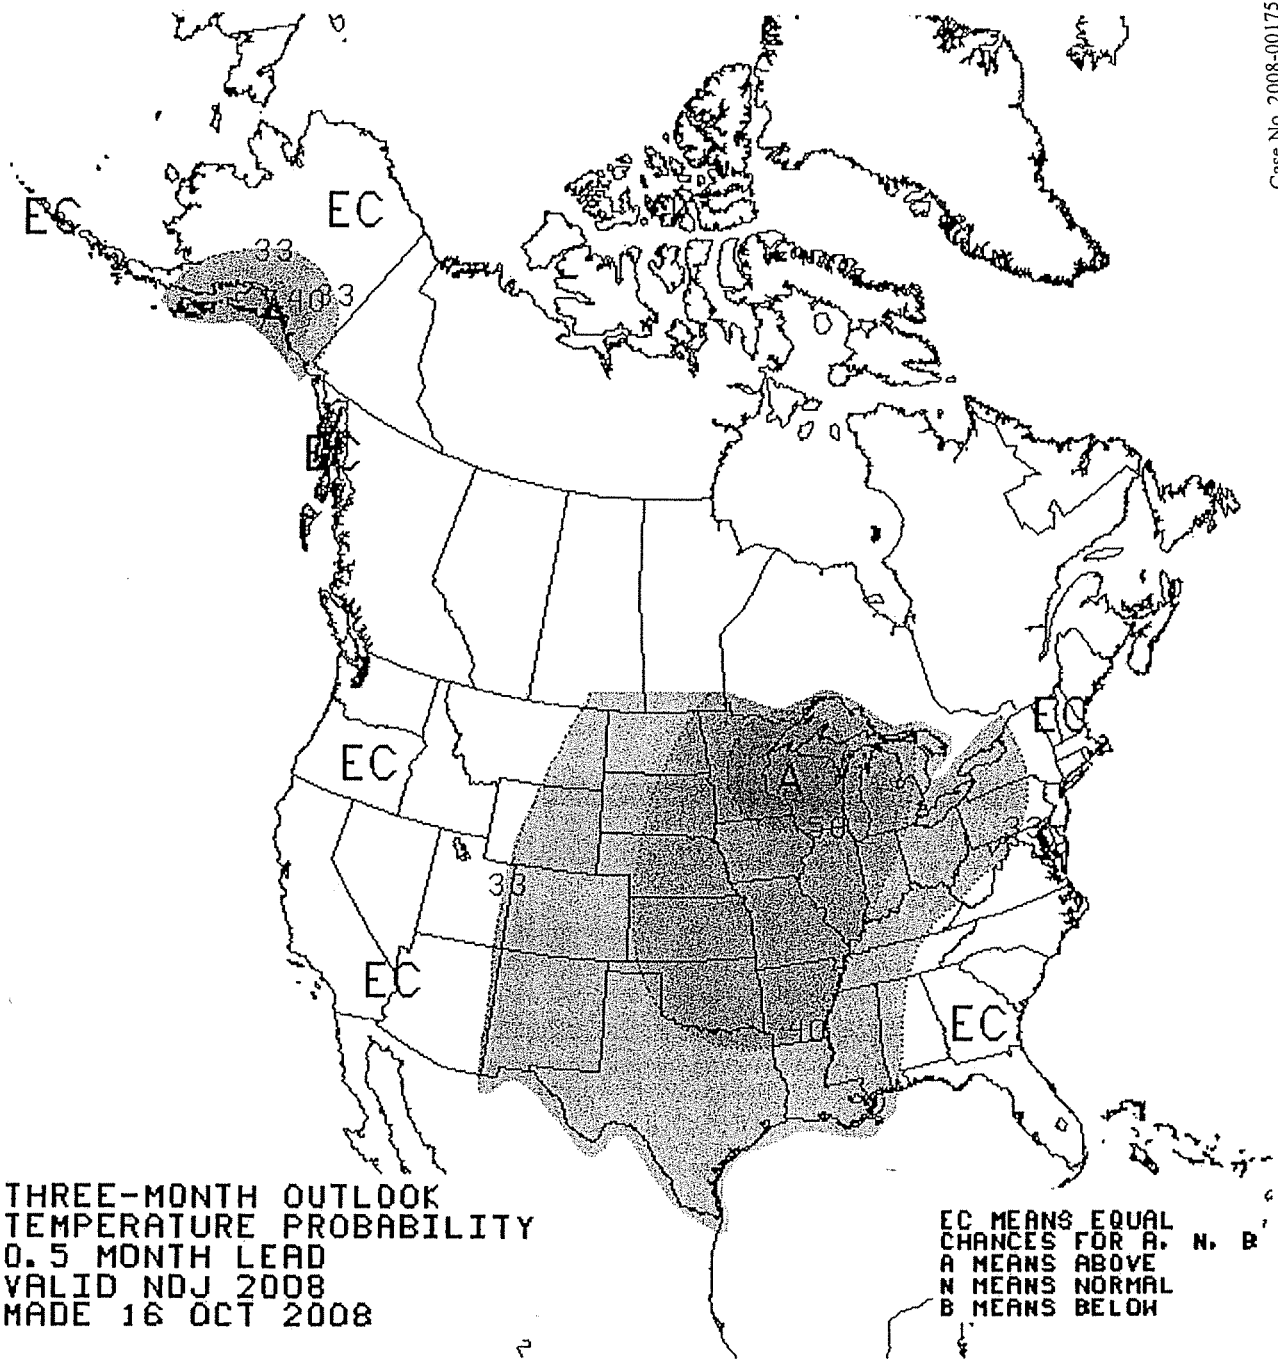 Case No. 2008-00175
EC
EC
33
A 40 33
EC
EC
EC
A
50
33
33
EC
EC
40
THREE-MONTH OUTLOOK
TEMPERATURE PROBABILITY
0.5 MONTH LEAD
VALID NDJ 2008
MADE 16 OCT 2008
EC MEANS EQUAL
CHANCES FOR A, N, B
A MEANS ABOVE
N MEANS NORMAL
B MEANS BELOW